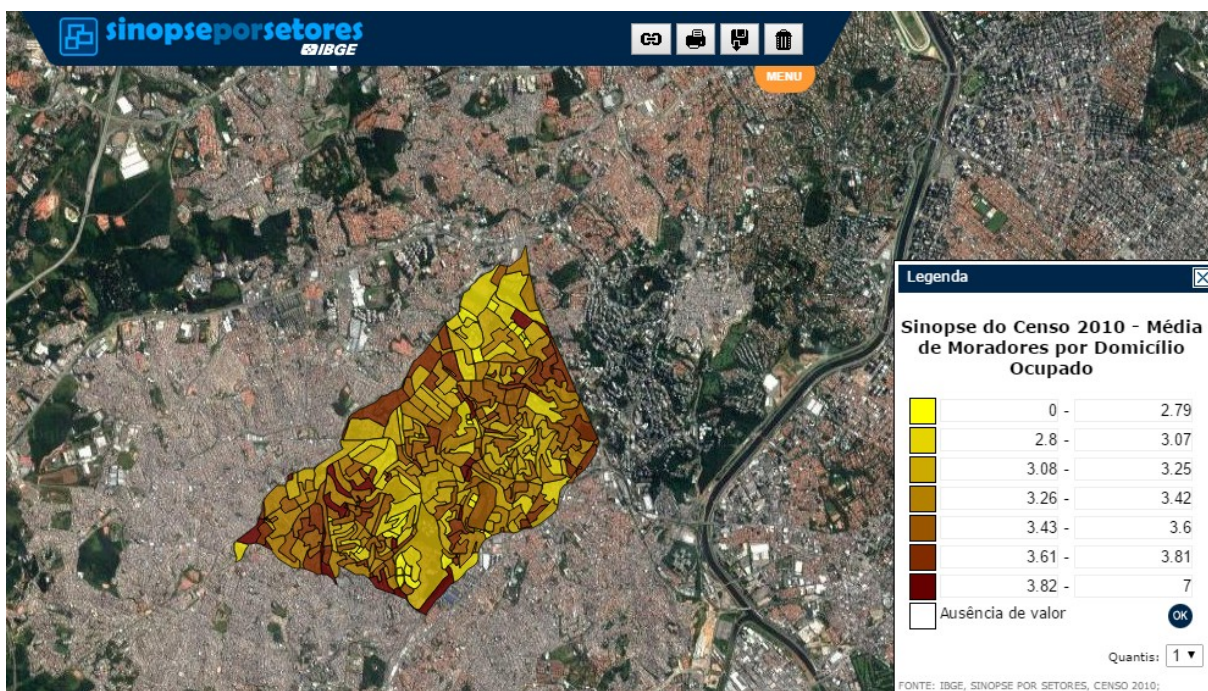 sinopseporsetores
IBGE
MENU
Legenda
Sinopse do Censo 2010 - Média
de Moradores por Domicílio
Ocupado
0 - 2.79
2.8 - 3.07
3.08 - 3.25
3.26 - 3.42
3.43 - 3.6
3.61 - 3.81
3.82 - 7
Ausência de valor OK
Quantis: 1
FONTE: IBGE, SINOPSE POR SETORES, CENSO 2010;